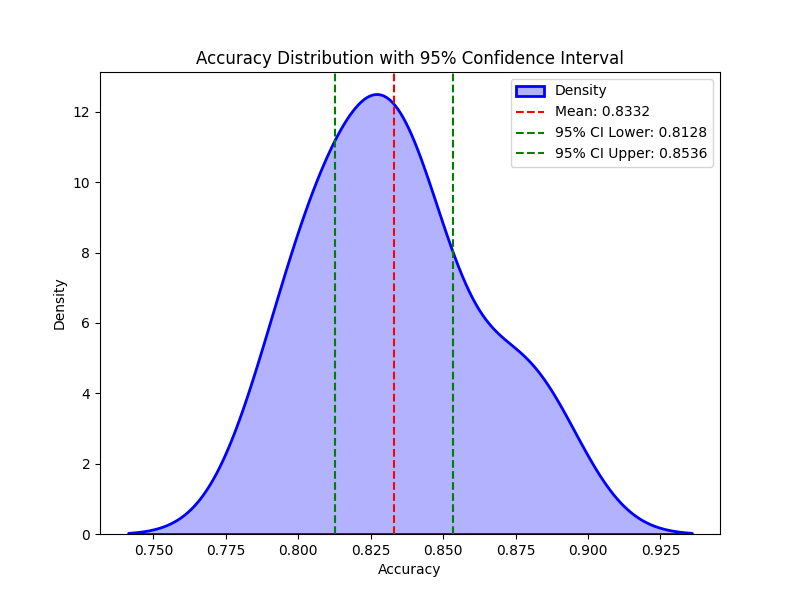 Accuracy Distribution with 95% Confidence Interval
Density
Mean: 0.8332
95% CI Lower: 0.8128
95% CI Upper: 0.8536
12
10
8
6
4
2
0
Density
0.750 0.775 0.800 0.825 0.850 0.875 0.900 0.925
Accuracy